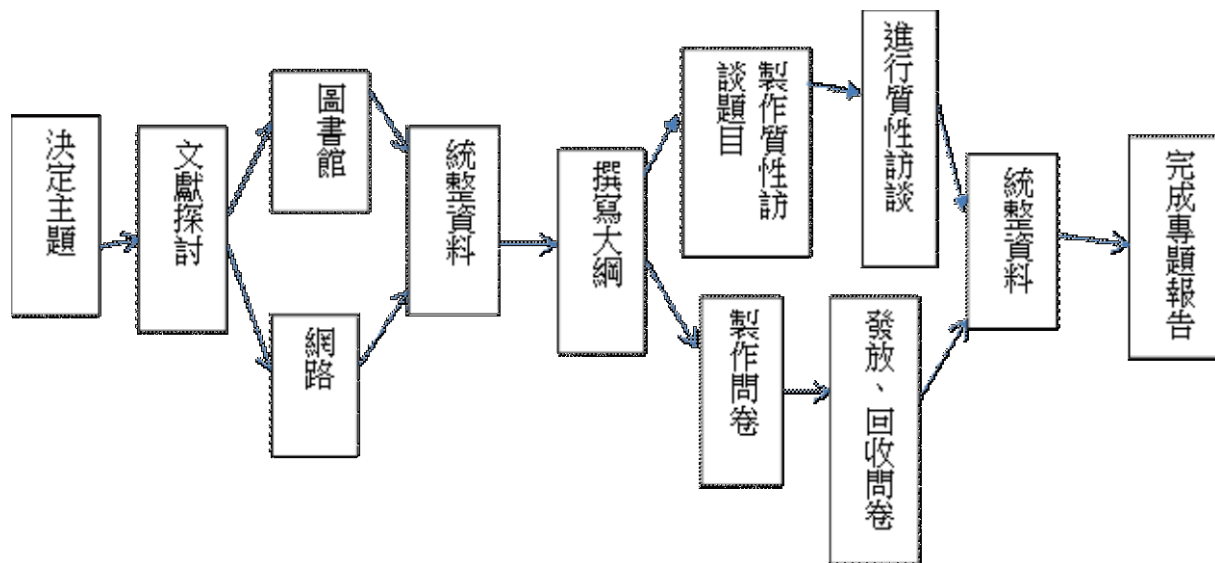 決定主題
文獻探討
圖書館
網路
統整資料
撰寫大綱
製作質性訪
談題目
進行質性訪談
製作問卷
發放、回收問卷
統整資料
完成專題報告